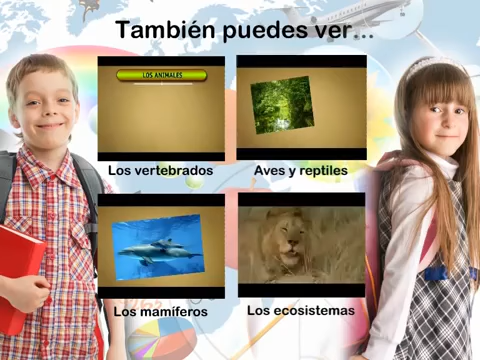 También puedes ver...
LOS ANIMALES
Los vertebrados
Aves y reptiles
Los mamíferos
Los ecosistemas